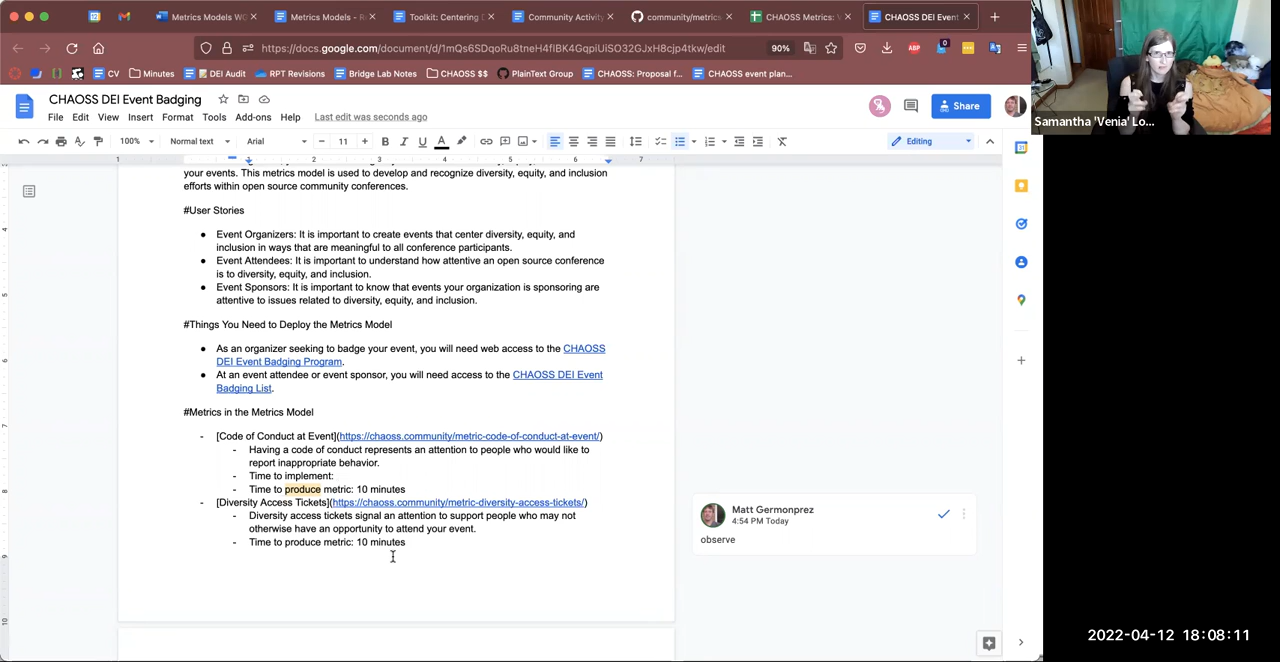 Metrics Models WG
Metrics Models - R
Toolkit: Centering D
Community Activity
community/metrics
CHAOSS Metrics: V
CHAOSS DEI Event
https://docs.google.com/document/d/1mQs6SDqoRu8tneH4flBK4GqpiUiSO32GJxH8cjp4tkw/edit
90%
ABP
0
CV
Minutes
DEI Audit
RPT Revisions
Bridge Lab Notes
CHAOSS $$
PlainText Group
CHAOSS: Proposal f...
CHAOSS event plan...
Samantha 'Venia' Lo...
CHAOSS DEI Event Badging
File Edit View Insert Format Tools Add-ons Help
Last edit was seconds ago
Share
100%
Normal text
Arial
11
Editing
1 2 3 4 5 6 7
your events. This metrics model is used to develop and recognize diversity, equity, and inclusion
efforts within open source community conferences.
#User Stories
● Event Organizers: It is important to create events that center diversity, equity, and
inclusion in ways that are meaningful to all conference participants.
● Event Attendees: It is important to understand how attentive an open source conference
is to diversity, equity, and inclusion.
● Event Sponsors: It is important to know that events your organization is sponsoring are
attentive to issues related to diversity, equity, and inclusion.
#Things You Need to Deploy the Metrics Model
● As an organizer seeking to badge your event, you will need web access to the CHAOSS
DEI Event Badging Program.
● At an event attendee or event sponsor, you will need access to the CHAOSS DEI Event
Badging List.
#Metrics in the Metrics Model
- [Code of Conduct at Event](https://chaoss.community/metric-code-of-conduct-at-event/)
- Having a code of conduct represents an attention to people who would like to
report inappropriate behavior.
- Time to implement:
- Time to produce metric: 10 minutes
- [Diversity Access Tickets](https://chaoss.community/metric-diversity-access-tickets/)
- Diversity access tickets signal an attention to support people who may not
otherwise have an opportunity to attend your event.
- Time to produce metric: 10 minutes
Matt Germonprez
4:54 PM Today
observe
2022-04-12 18:08:11